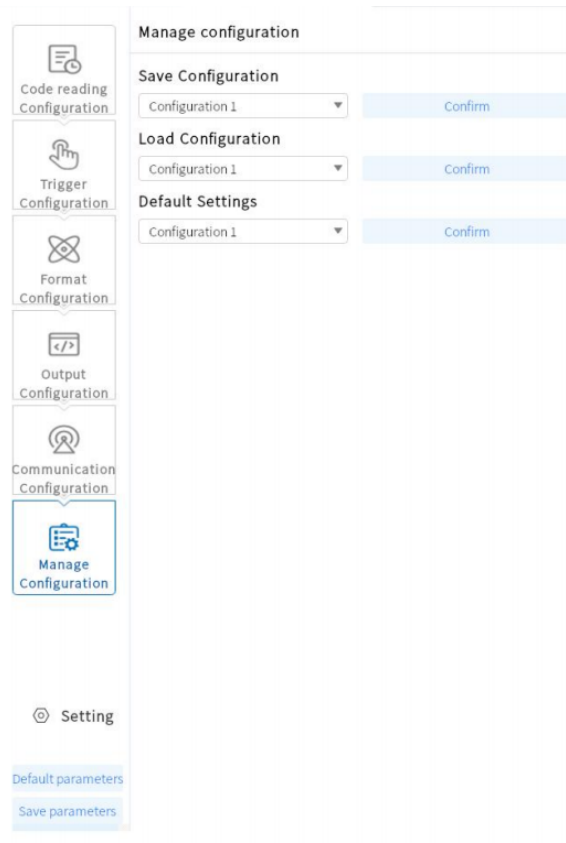 Code reading
Configuration
Trigger
Configuration
Format
Configuration
</>
Output
Configuration
Communication
Configuration
Manage
Configuration
Setting
Default parameters
Save parameters
Manage configuration
Save Configuration
Configuration 1 Confirm
Load Configuration
Configuration 1 Confirm
Default Settings
Configuration 1 Confirm